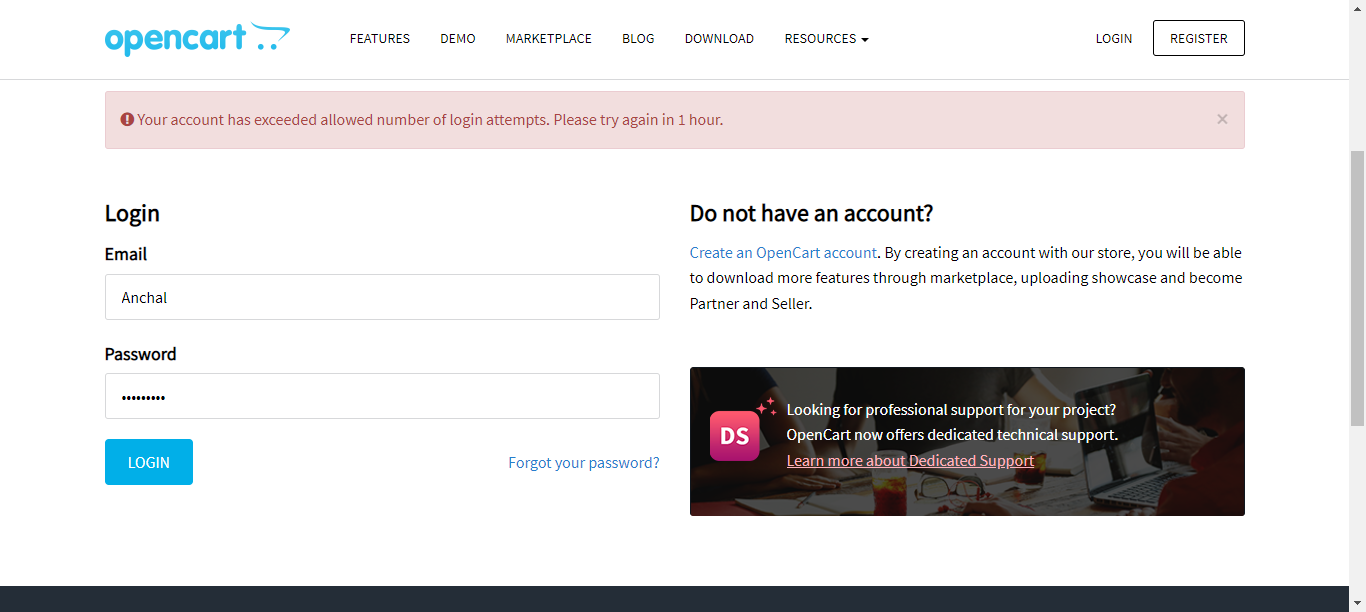 opencart
FEATURES DEMO MARKETPLACE BLOG DOWNLOAD RESOURCES LOGIN REGISTER
Your account has exceeded allowed number of login attempts. Please try again in 1 hour. ×
Login
Email
Anchal
Password
•••••••••
LOGIN Forgot your password?
Do not have an account?
Create an OpenCart account. By creating an account with our store, you will be able
to download more features through marketplace, uploading showcase and become
Partner and Seller.
DS
Looking for professional support for your project?
OpenCart now offers dedicated technical support.
Learn more about Dedicated Support